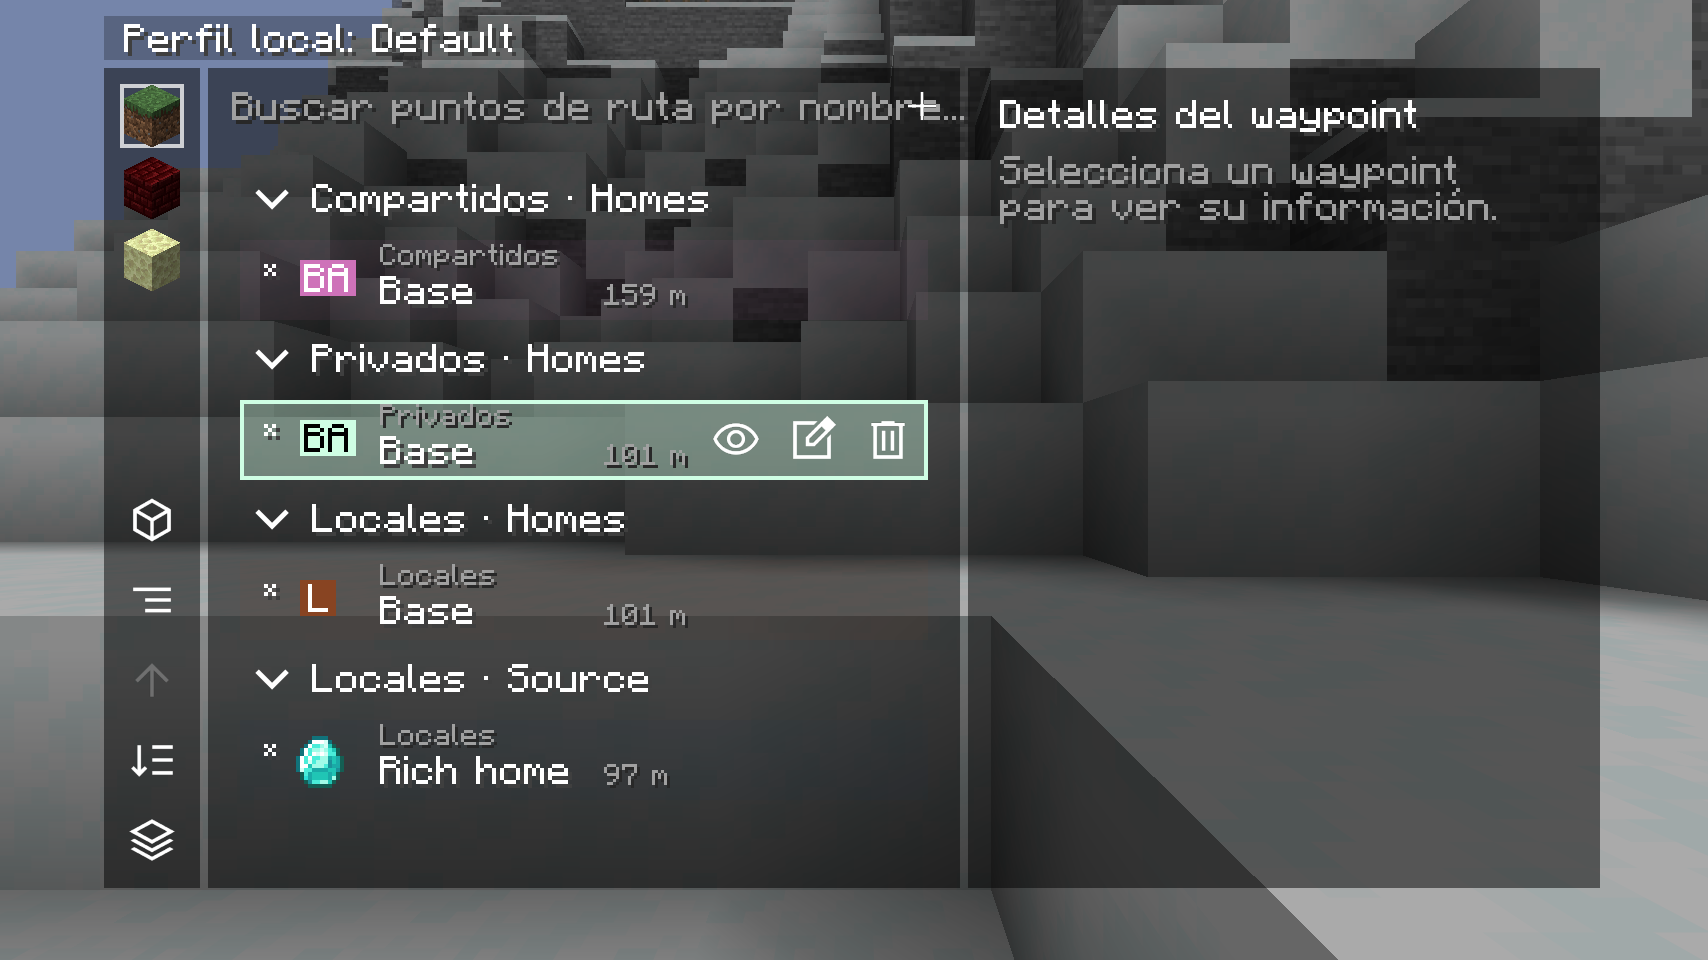 Perfil local: Default
Buscar puntos de ruta por nombre...
Compartidos · Homes
Compartidos
BA
Base
159 m
Privados · Homes
Privados
BA
Base
101 m
Locales · Homes
Locales
L
Base
101 m
Locales · Source
Locales
Rich home
97 m
Detalles del waypoint
Selecciona un waypoint
para ver su información.